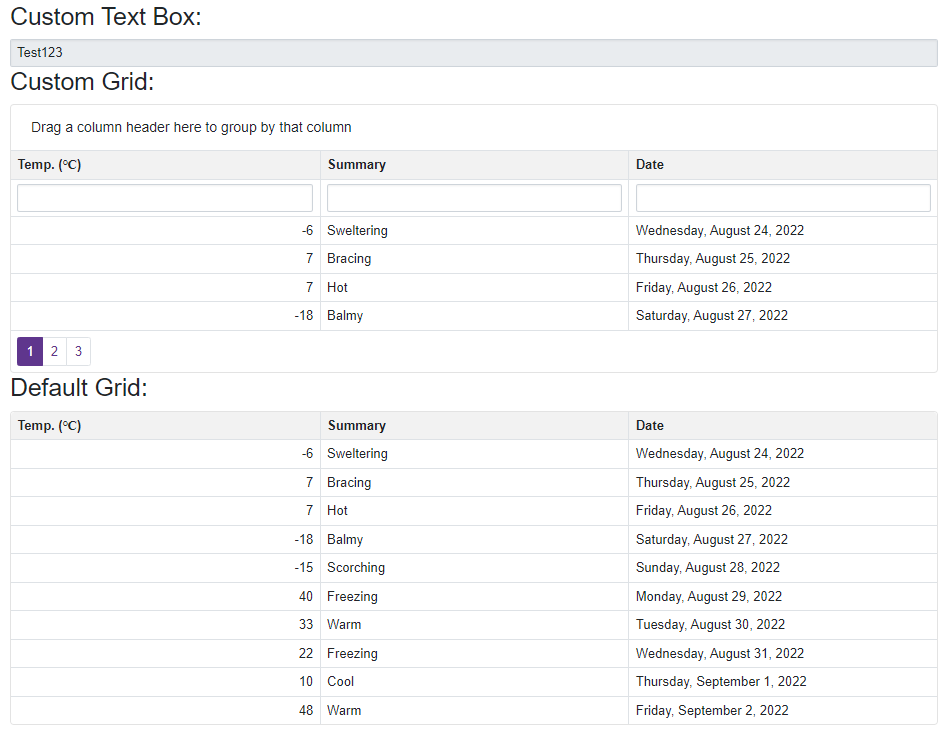 Custom Text Box:
Test123
Custom Grid:
Drag a column header here to group by that column
Temp. (°C) Summary Date
-6 Sweltering Wednesday, August 24, 2022
7 Bracing Thursday, August 25, 2022
7 Hot Friday, August 26, 2022
-18 Balmy Saturday, August 27, 2022
1 2 3
Default Grid:
Temp. (°C) Summary Date
-6 Sweltering Wednesday, August 24, 2022
7 Bracing Thursday, August 25, 2022
7 Hot Friday, August 26, 2022
-18 Balmy Saturday, August 27, 2022
-15 Scorching Sunday, August 28, 2022
40 Freezing Monday, August 29, 2022
33 Warm Tuesday, August 30, 2022
22 Freezing Wednesday, August 31, 2022
10 Cool Thursday, September 1, 2022
48 Warm Friday, September 2, 2022